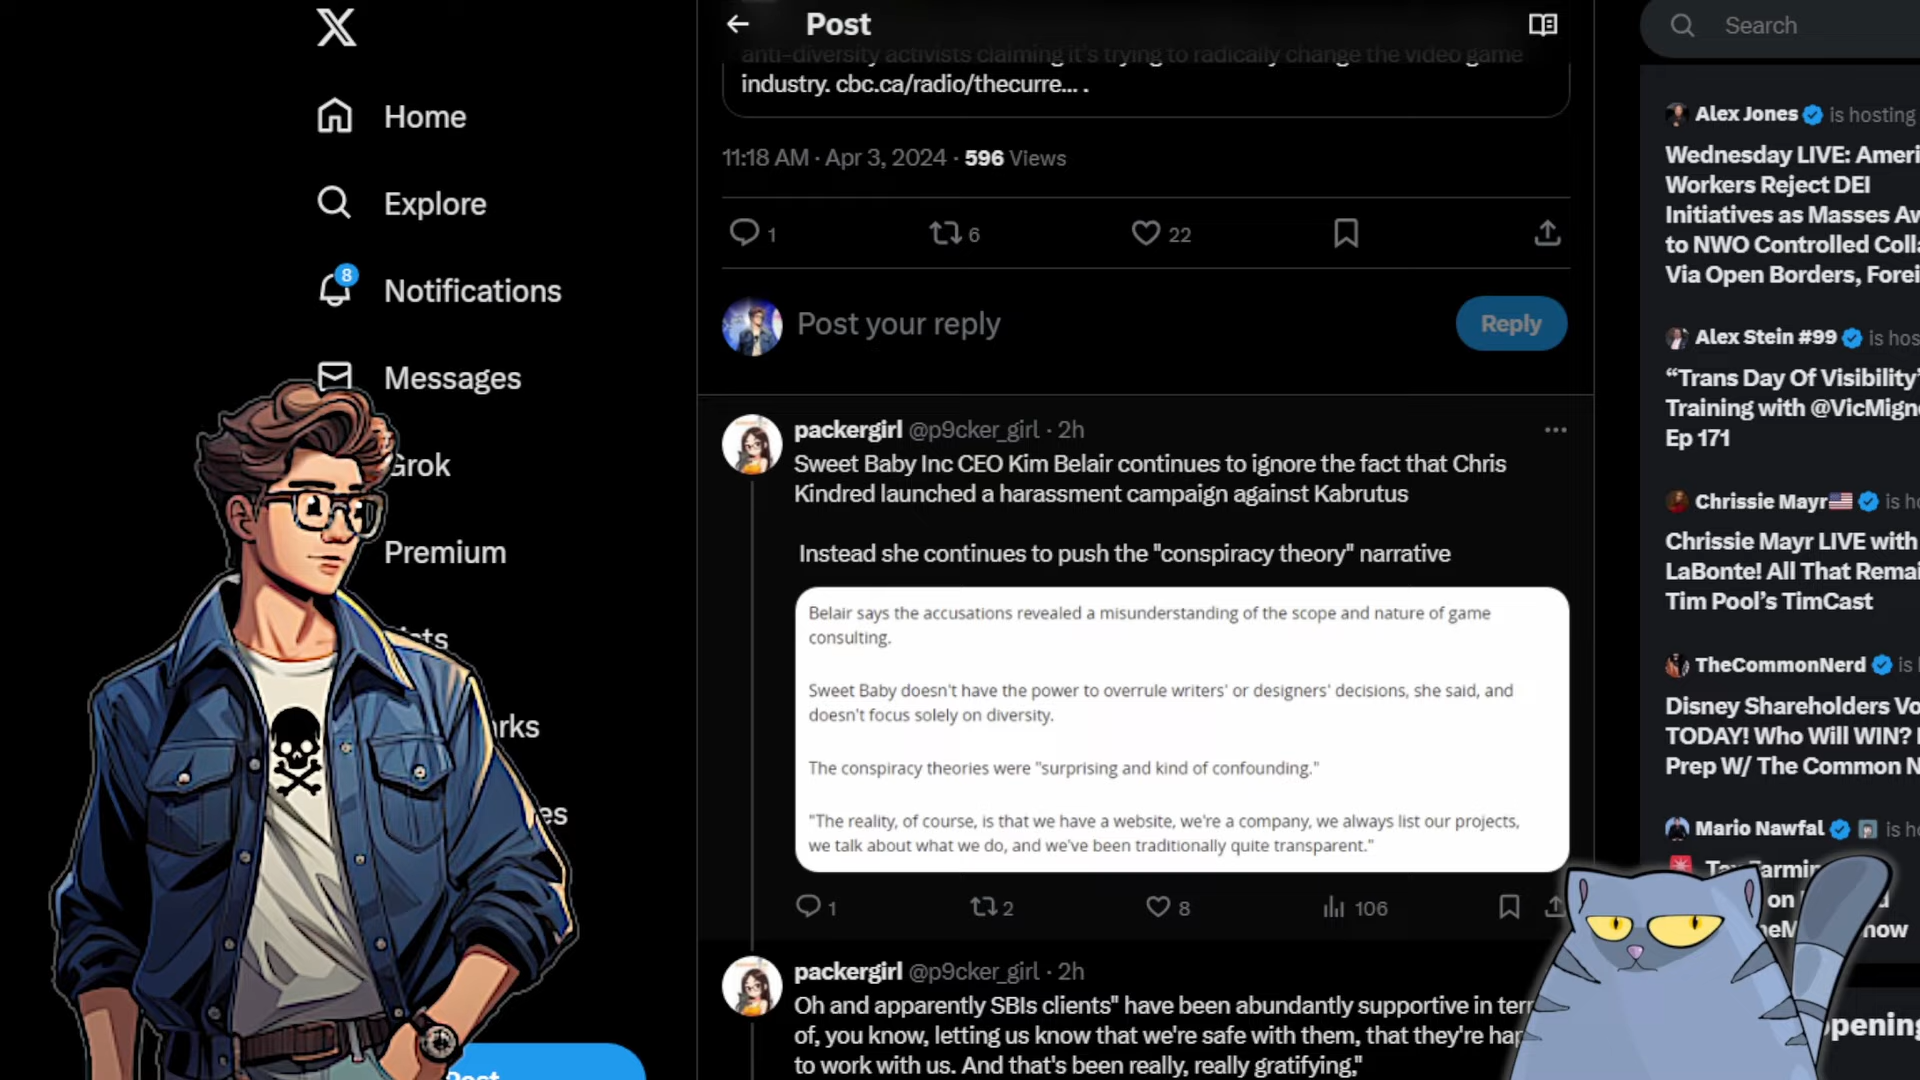 Home
Explore
8
Notifications
Messages
Grok
Premium
Post
anti-diversity activists claiming it's trying to radically change the video game
industry. cbc.ca/radio/thecurre... .
11:18 AM · Apr 3, 2024 · 596 Views
1 6 22
Post your reply
Reply
packergirl @p9cker_girl · 2h
Sweet Baby Inc CEO Kim Belair continues to ignore the fact that Chris
Kindred launched a harassment campaign against Kabrutus
Instead she continues to push the "conspiracy theory" narrative
Belair says the accusations revealed a misunderstanding of the scope and nature of game
consulting.
Sweet Baby doesn't have the power to overrule writers' or designers' decisions, she said, and
doesn't focus solely on diversity.
The conspiracy theories were "surprising and kind of confounding."
"The reality, of course, is that we have a website, we're a company, we always list our projects,
we talk about what we do, and we've been traditionally quite transparent."
1 2 8 106
packergirl @p9cker_girl · 2h
Oh and apparently SBIs clients" have been abundantly supportive in
of, you know, letting us know that we're safe with them, that they're
to work with us. And that's been really, really gratifying,"
Search
Alex Jones is hosting
Wednesday LIVE: Ameri
Workers Reject DEI
Initiatives as Masses
to NWO Controlled
Via Open Borders,
Alex Stein #99 is
"Trans Day Of Visibility"
Training with @VicMign
Ep 171
Chrissie Mayr is
Chrissie Mayr LIVE with
LaBonte! All That
Tim Pool's TimCast
TheCommonNerd is
Disney Shareholders
TODAY! Who Will WIN?
Prep W/ The Common
Mario Nawfal is
on
Post